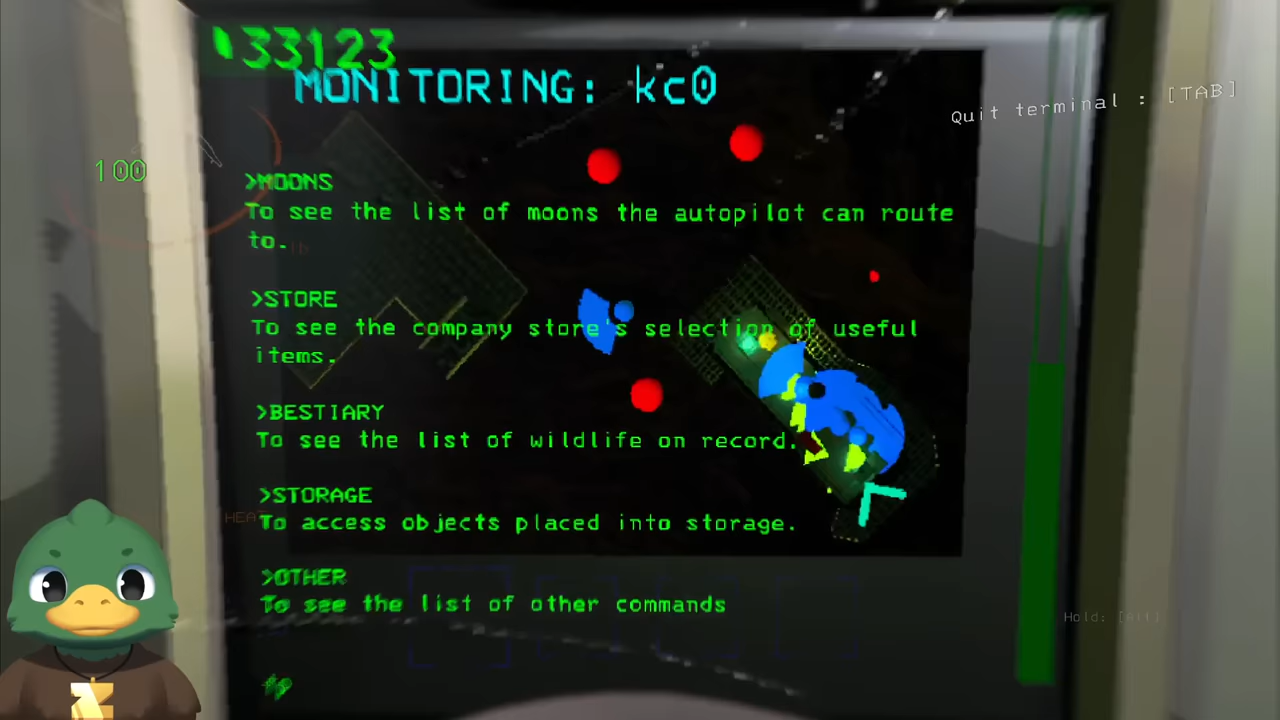 33123
MONITORING: kc0
Quit terminal : [TAB]
100
>MOONS
To see the list of moons the autopilot can route
to.
>STORE
To see the company store's selection of useful
items.
>BESTIARY
To see the list of wildlife on record.
>STORAGE
To access objects placed into storage.
>OTHER
To see the list of other commands
Hold: [Alt]